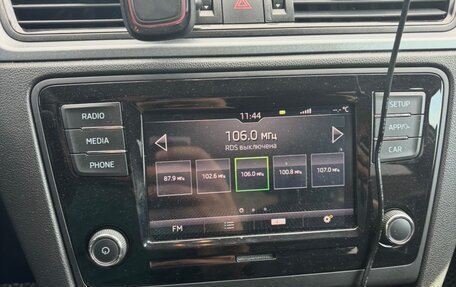 11:44
--.-°C
RADIO
SETUP
106.0 МГц
MEDIA
APP/
RDS выключена
PHONE
CAR
87.9 МГц 102.6 МГц 106.0 МГц 100.8 МГц 107.0 МГц
FM